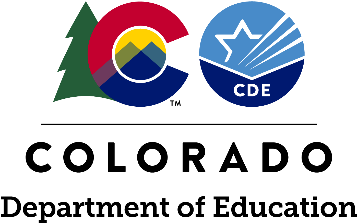 TM
CDE
COLORADO
Department of Education